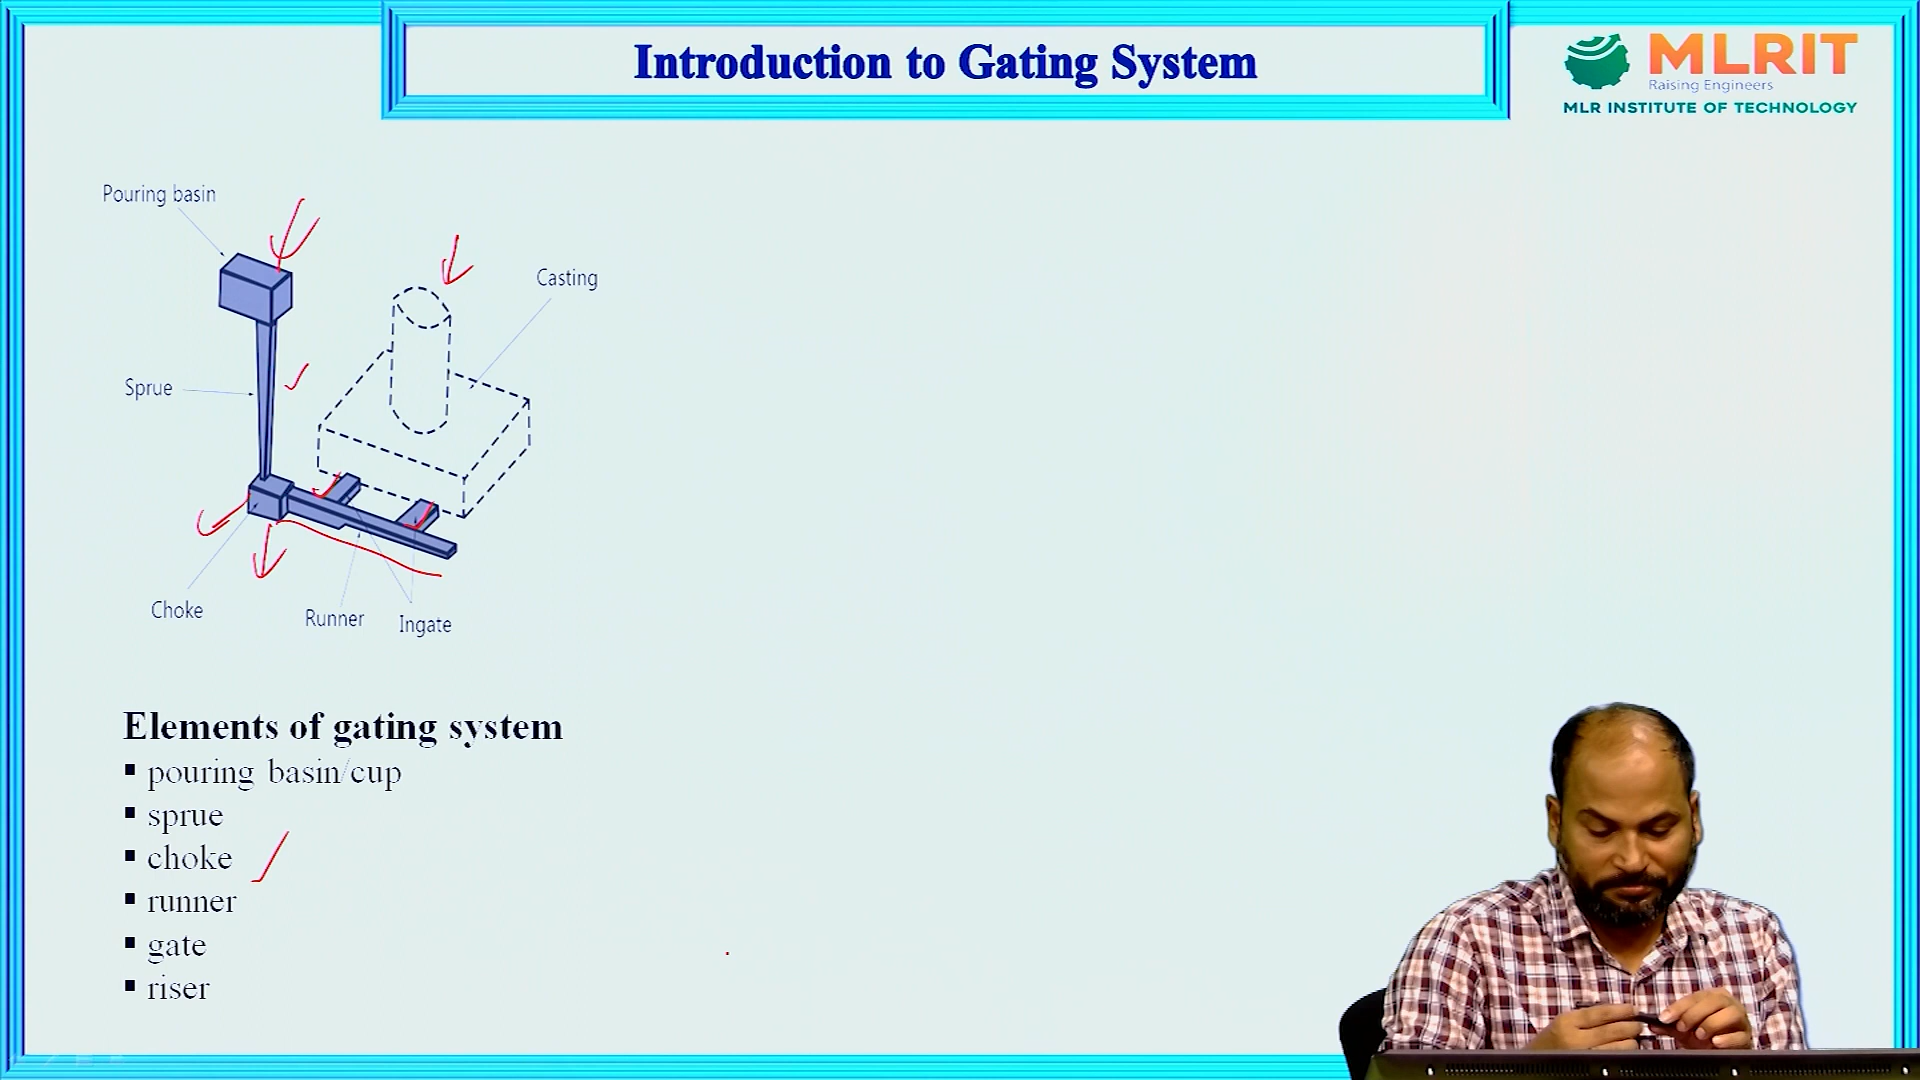 Introduction to Gating System
MLRIT
Raising Engineers
MLR INSTITUTE OF TECHNOLOGY
Pouring basin
Casting
Sprue
Choke
Runner
Ingate
Elements of gating system
▪ pouring basin/cup
▪ sprue
▪ choke
▪ runner
▪ gate
▪ riser